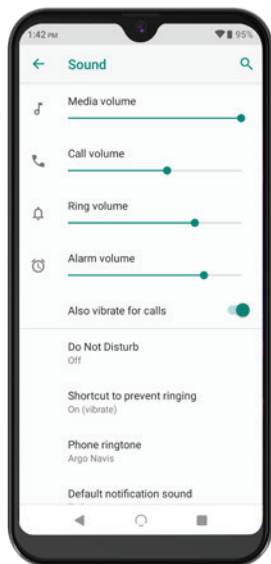 1:42 PM 95%
Sound
Media volume
Call volume
Ring volume
Alarm volume
Also vibrate for calls
Do Not Disturb
Off
Shortcut to prevent ringing
On (vibrate)
Phone ringtone
Argo Navis
Default notification sound